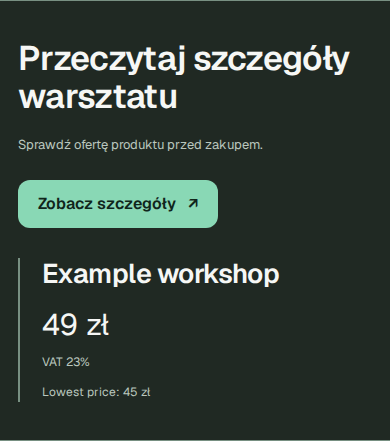 Przeczytaj szczegóły
warsztatu
Sprawdź ofertę produktu przed zakupem.
Zobacz szczegóły ↗
Example workshop
49 zł
VAT 23%
Lowest price: 45 zł